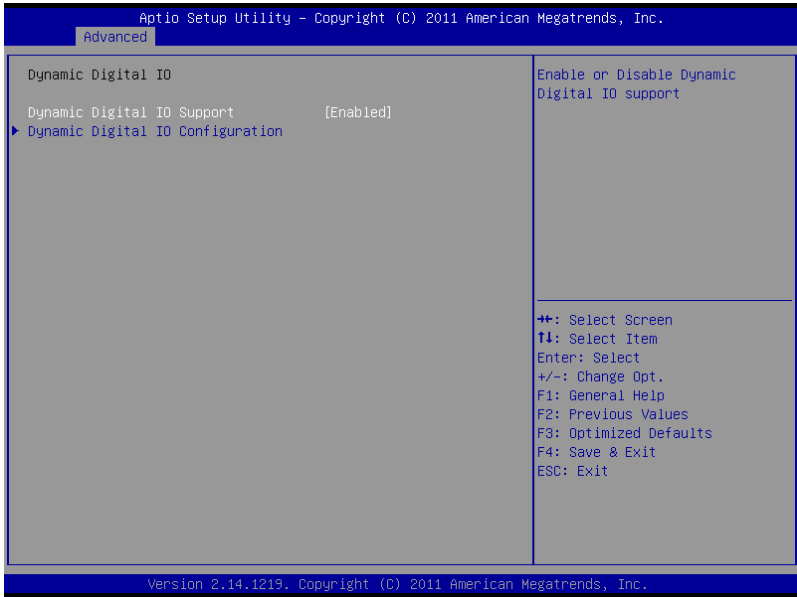 Aptio Setup Utility – Copyright (C) 2011 American Megatrends, Inc.
Advanced
Dynamic Digital IO
Dynamic Digital IO Support [Enabled]
Dynamic Digital IO Configuration
Enable or Disable Dynamic
Digital IO support
→←: Select Screen
↑↓: Select Item
Enter: Select
+/-: Change Opt.
F1: General Help
F2: Previous Values
F3: Optimized Defaults
F4: Save & Exit
ESC: Exit
Version 2.14.1219. Copyright (C) 2011 American Megatrends, Inc.